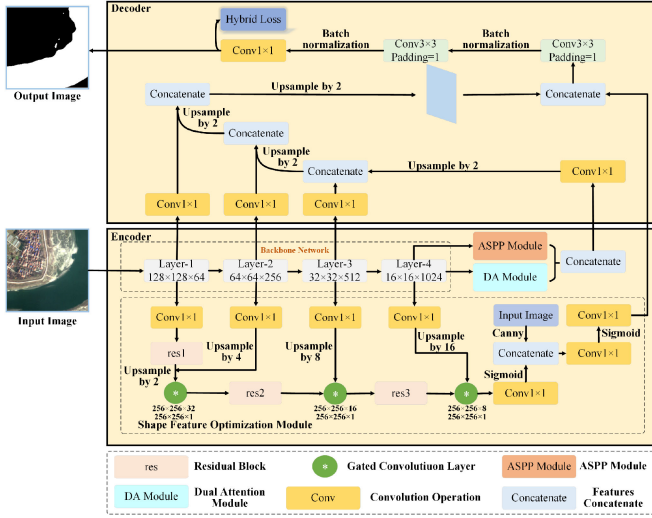 Decoder
Hybrid Loss
Batch
normalization
Batch
normalization
Conv1×1
Conv3×3
Padding=1
Conv3×3
Padding=1
Output Image
Concatenate
Upsample by 2
Concatenate
Upsample
by 2
Concatenate
Upsample
by 2
Concatenate
Upsample by 2
Conv1×1
Conv1×1
Conv1×1
Conv1×1
Encoder
Backbone Network
Layer-1
128×128×64
Layer-2
64×64×256
Layer-3
32×32×512
Layer-4
16×16×1024
ASPP Module
DA Module
Concatenate
Input Image
Conv1×1
Conv1×1
Conv1×1
Conv1×1
Input Image
Conv1×1
Canny
Sigmoid
res1
Upsample
by 4
Upsample
by 8
Upsample
by 16
Concatenate
Conv1×1
Upsample
by 2
Sigmoid
*
res2
*
res3
*
Conv1×1
256×256×32
256×256×1
256×256×16
256×256×1
256×256×8
256×256×1
Shape Feature Optimization Module
res
Residual Block
*
Gated Convolutiuon Layer
ASPP Module
ASPP Module
DA Module
Dual Attention
Module
Conv
Convolution Operation
Concatenate
Features
Concatenate